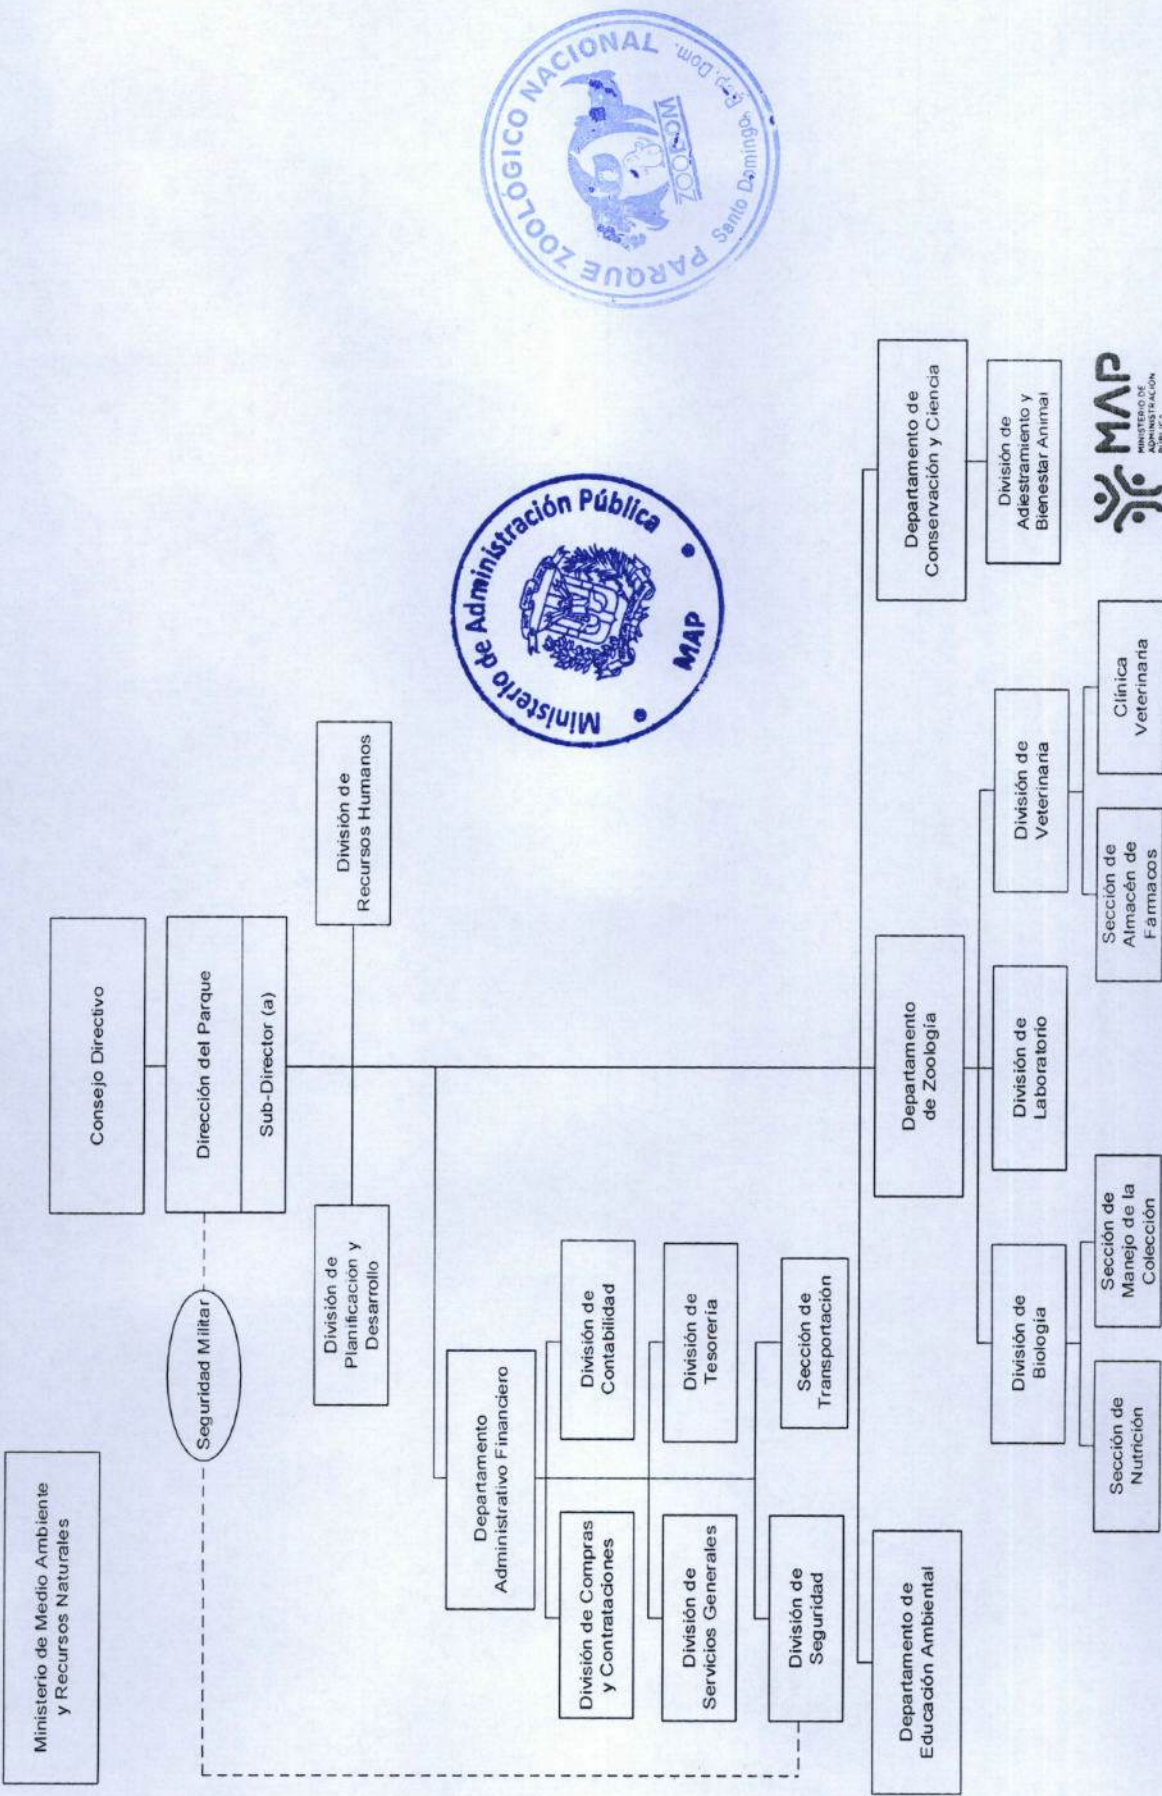 Ministerio de Medio Ambiente
y Recursos Naturales
Consejo Directivo
Dirección del Parque
Sub-Director (a)
Seguridad Militar
División de
Planificación y
Desarrollo
División de
Recursos Humanos
Departamento
Administrativo Financiero
División de Compras
y Contrataciones
División de
Contabilidad
División de
Servicios Generales
División de
Tesorería
División de
Seguridad
Sección de
Transportación
Departamento de
Educación Ambiental
Departamento
de Zoología
Departamento de
Conservación y Ciencia
División de
Biología
División de
Laboratorio
División de
Veterinaria
División de
Adiestramiento y
Bienestar Animal
Sección de
Nutrición
Sección de
Manejo de la
Colección
Sección de
Almacén de
Fármacos
Clínica
Veterinaria
Ministerio de Administración Pública
MAP
PARQUE ZOOLÓGICO NACIONAL
ZOODOM
Santo Domingo, Rep. Dom.
MAP
MINISTERIO DE
ADMINISTRACIÓN
PÚBLICA